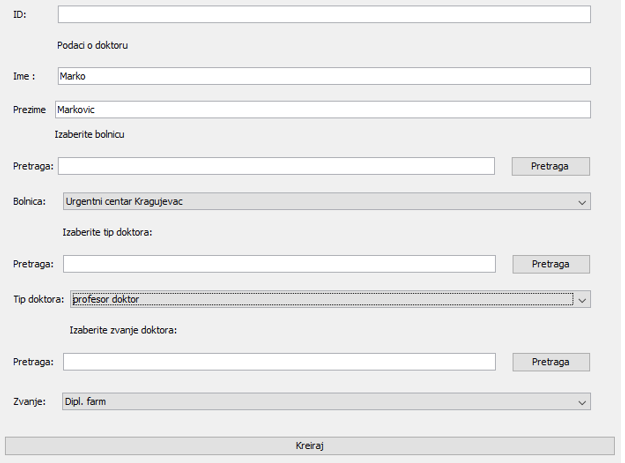 ID:
Podaci o doktoru
Ime : Marko
Prezime Markovic
Izaberite bolnicu
Pretraga: Pretraga
Bolnica: Urgentni centar Kragujevac
Izaberite tip doktora:
Pretraga: Pretraga
Tip doktora: profesor doktor
Izaberite zvanje doktora:
Pretraga: Pretraga
Zvanje: Dipl. farm
Kreiraj